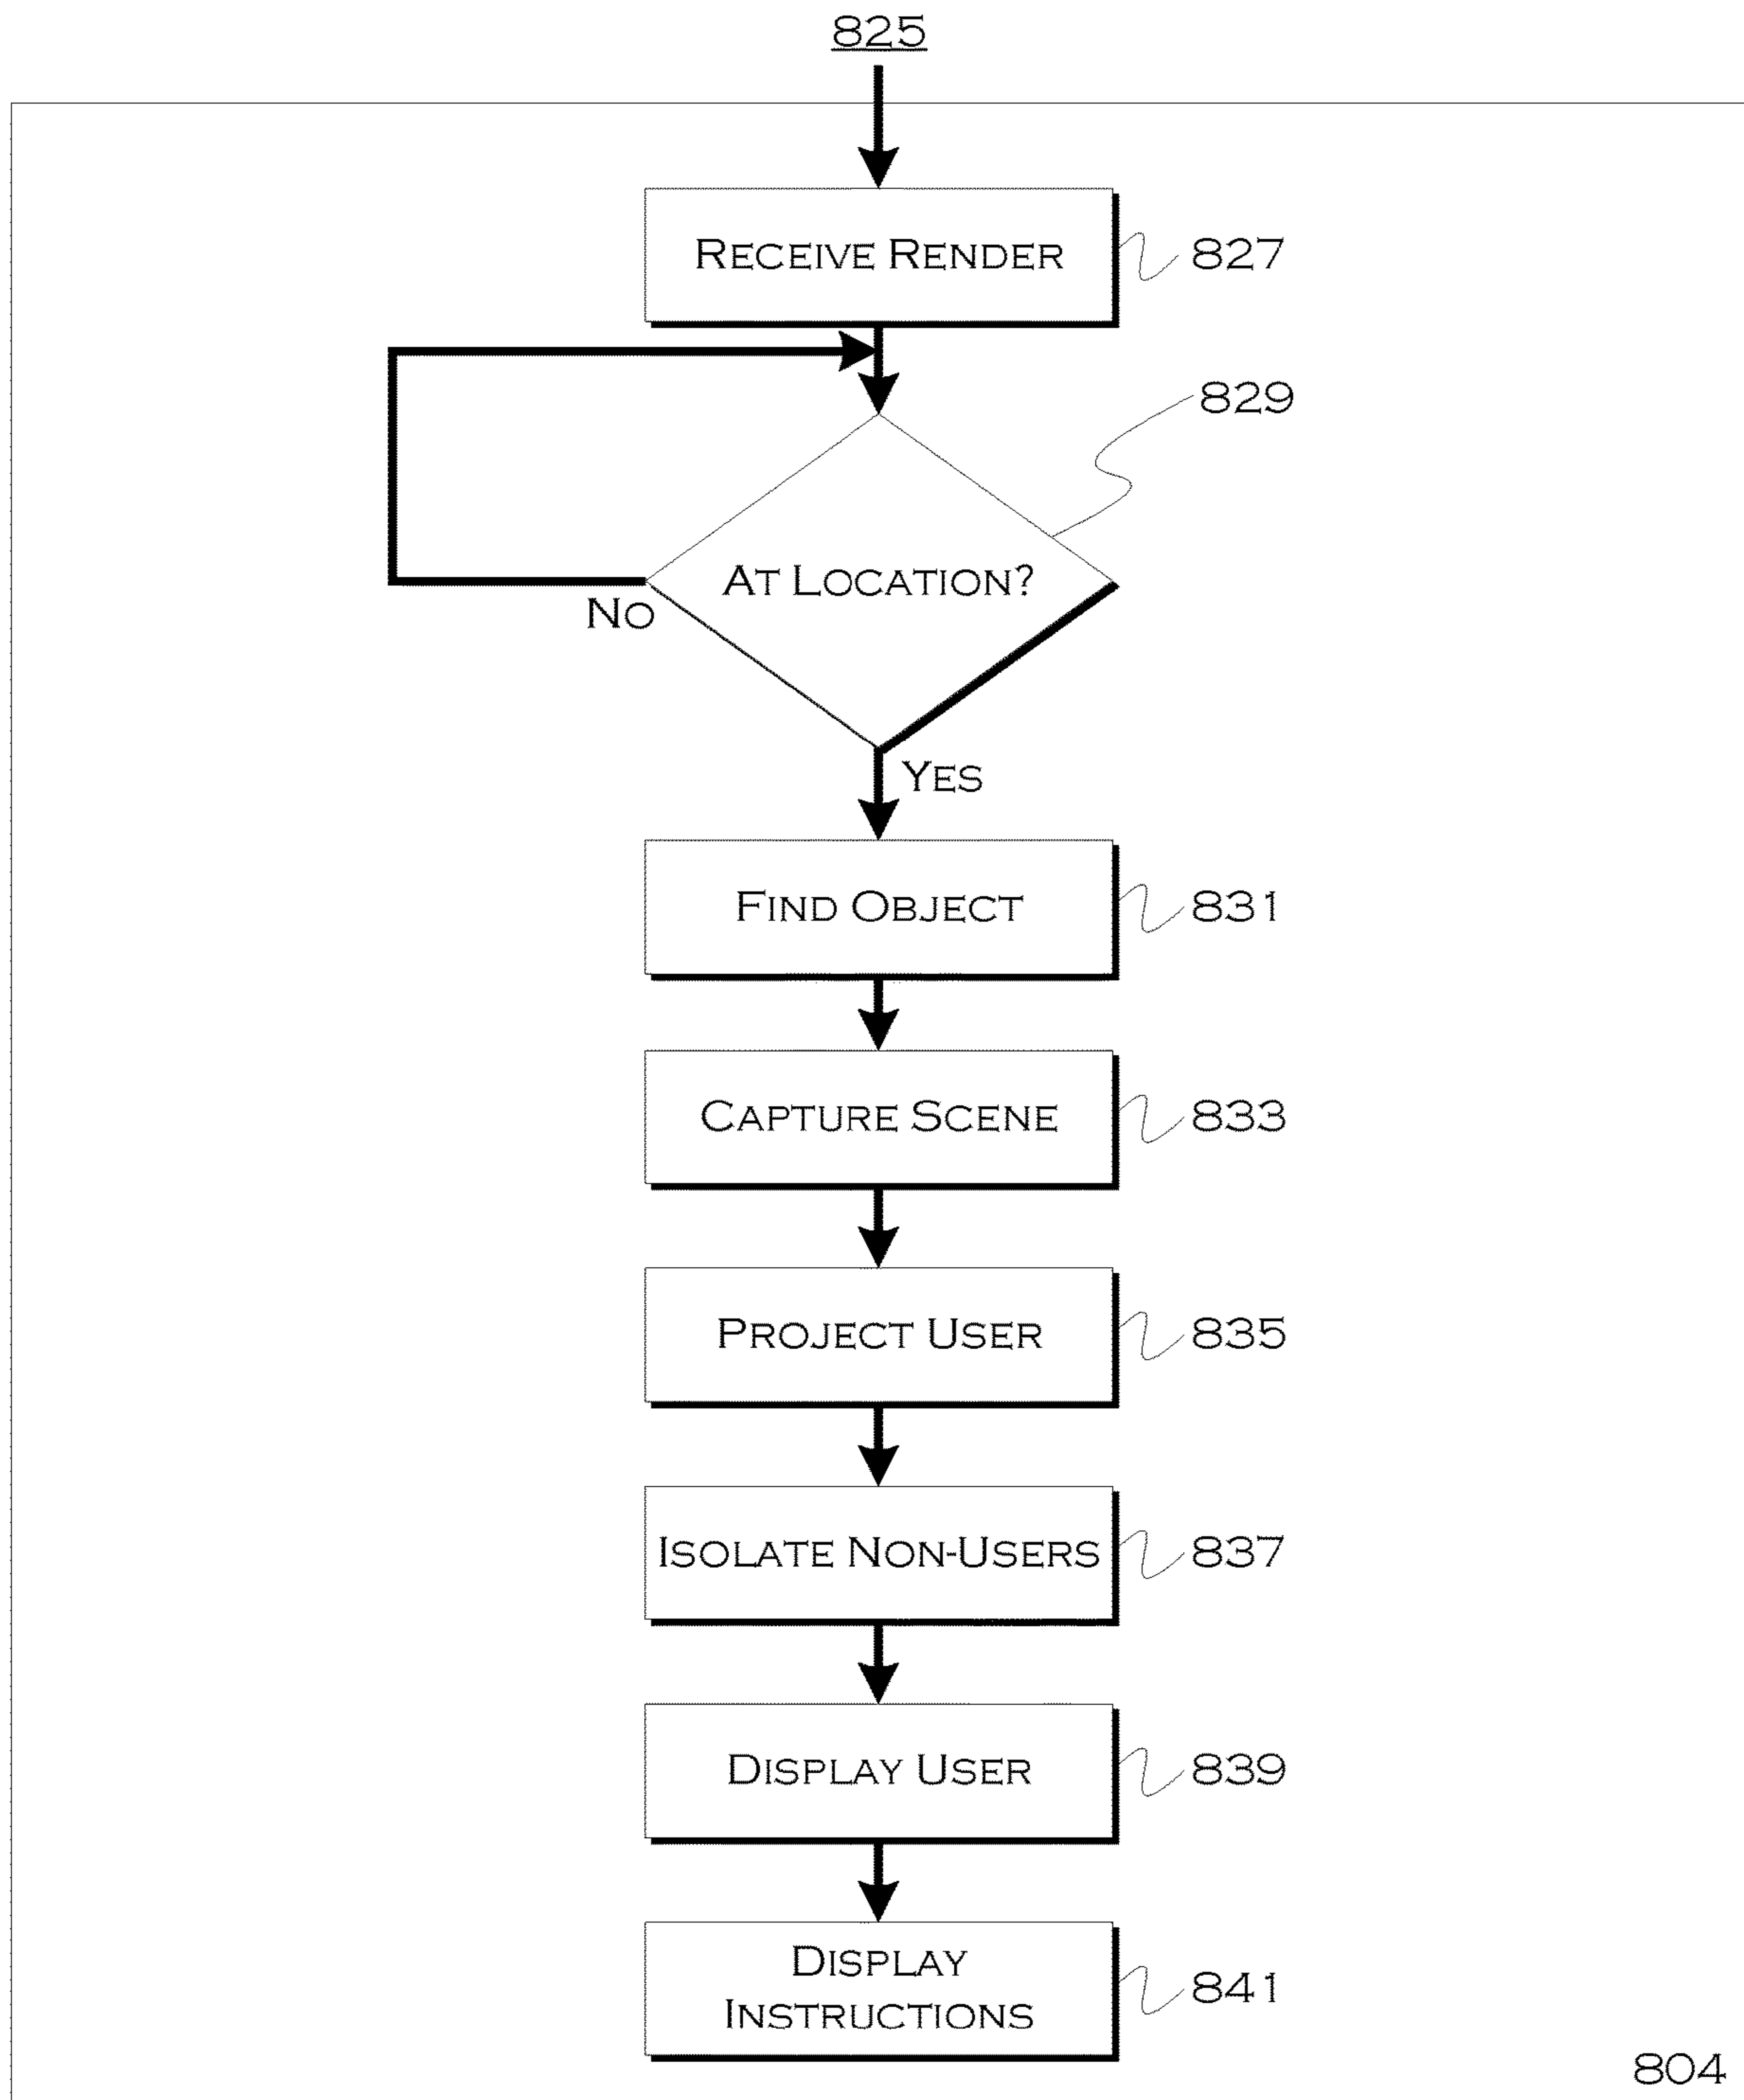 825
RECEIVE RENDER
827
829
AT LOCATION?
NO
YES
FIND OBJECT
831
CAPTURE SCENE
833
PROJECT USER
835
ISOLATE NON-USERS
837
DISPLAY USER
839
DISPLAY
INSTRUCTIONS
841
804